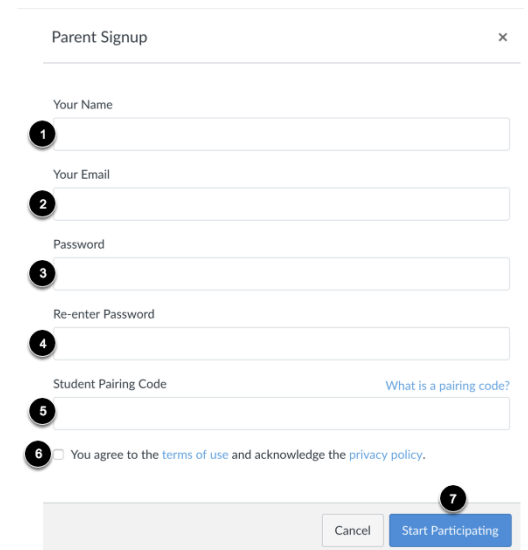 Parent Signup ×
Your Name
1
Your Email
2
Password
3
Re-enter Password
4
Student Pairing Code What is a pairing code?
5
6 You agree to the terms of use and acknowledge the privacy policy.
7
Cancel Start Participating